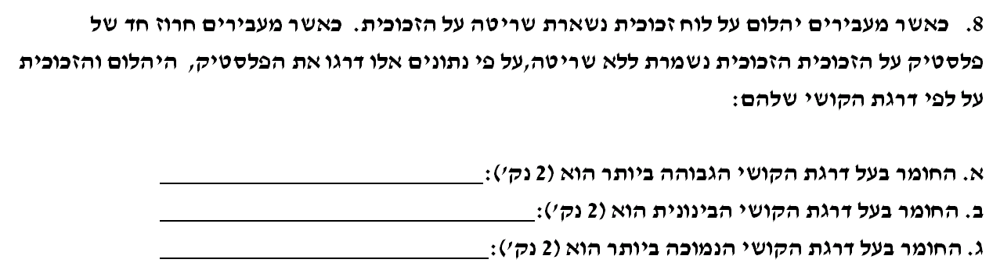 8. כאשר מעבירים יהלום על לוח זכוכית נשארת שריטה על הזכוכית. כאשר מעבירים חרוז חד של
פלסטיק על הזכוכית הזכוכית נשמרת ללא שריטה,על פי נתונים אלו דרגו את הפלסטיק, היהלום והזכוכית
על לפי דרגת הקושי שלהם:
א. החומר בעל דרגת הקושי הגבוהה ביותר הוא (2 נק'): ____________________
ב. החומר בעל דרגת הקושי הבינונית הוא (2 נק'): ____________________
ג. החומר בעל דרגת הקושי הנמוכה ביותר הוא (2 נק'): ____________________